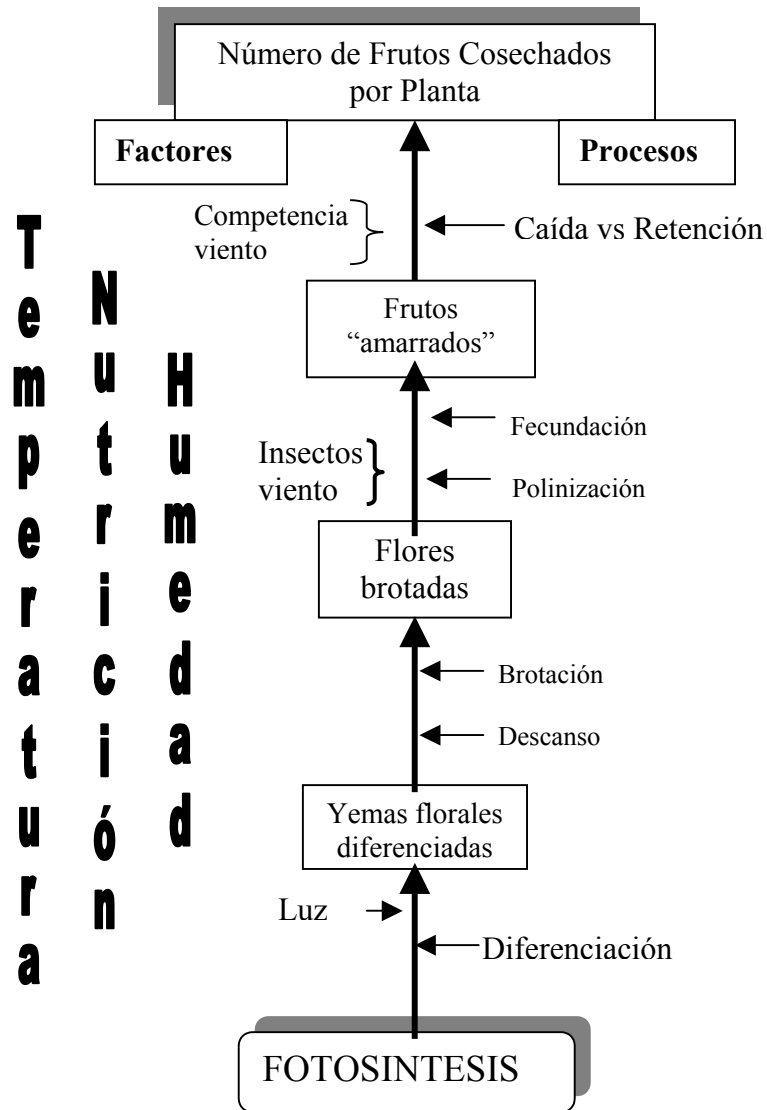 Número de Frutos Cosechados
por Planta
Factores
Procesos
Competencia
viento
Caída vs Retención
Frutos
“amarrados”
Fecundación
Insectos
viento
Polinización
Flores
brotadas
Brotación
Descanso
Yemas florales
diferenciadas
Luz
Diferenciación
FOTOSINTESIS
Temperatura
Nutrición
Humedad